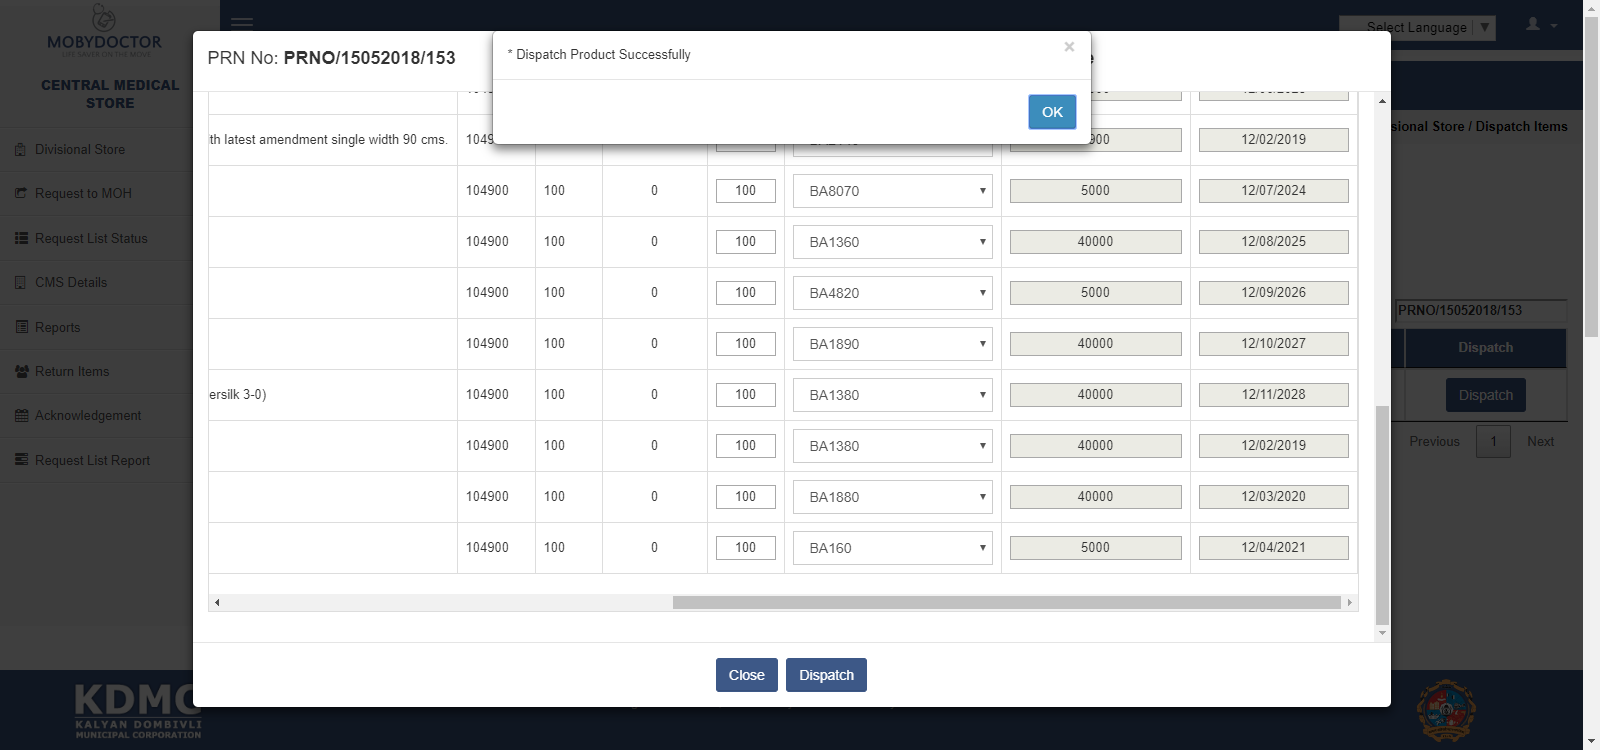 MOBYDOCTOR
LIFE SAVER ON THE MOVE
CENTRAL MEDICAL
STORE
Divisional Store
Request to MOH
Request List Status
CMS Details
Reports
Return Items
Acknowledgement
Request List Report
Select Language ▼
PRN No: PRNO/15052018/153
* Dispatch Product Successfully
×
OK
sional Store / Dispatch Items
th latest amendment single width 90 cms. 12/02/2019
104900 100 0 100 BA8070 5000 12/07/2024
104900 100 0 100 BA1360 40000 12/08/2025
104900 100 0 100 BA4820 5000 12/09/2026
104900 100 0 100 BA1890 40000 12/10/2027
ersilk 3-0) 104900 100 0 100 BA1380 40000 12/11/2028
104900 100 0 100 BA1380 40000 12/02/2019
104900 100 0 100 BA1880 40000 12/03/2020
104900 100 0 100 BA160 5000 12/04/2021
PRNO/15052018/153
Dispatch
Dispatch
Previous 1 Next
Close Dispatch
KDMC
KALYAN DOMBIVLI
MUNICIPAL CORPORATION